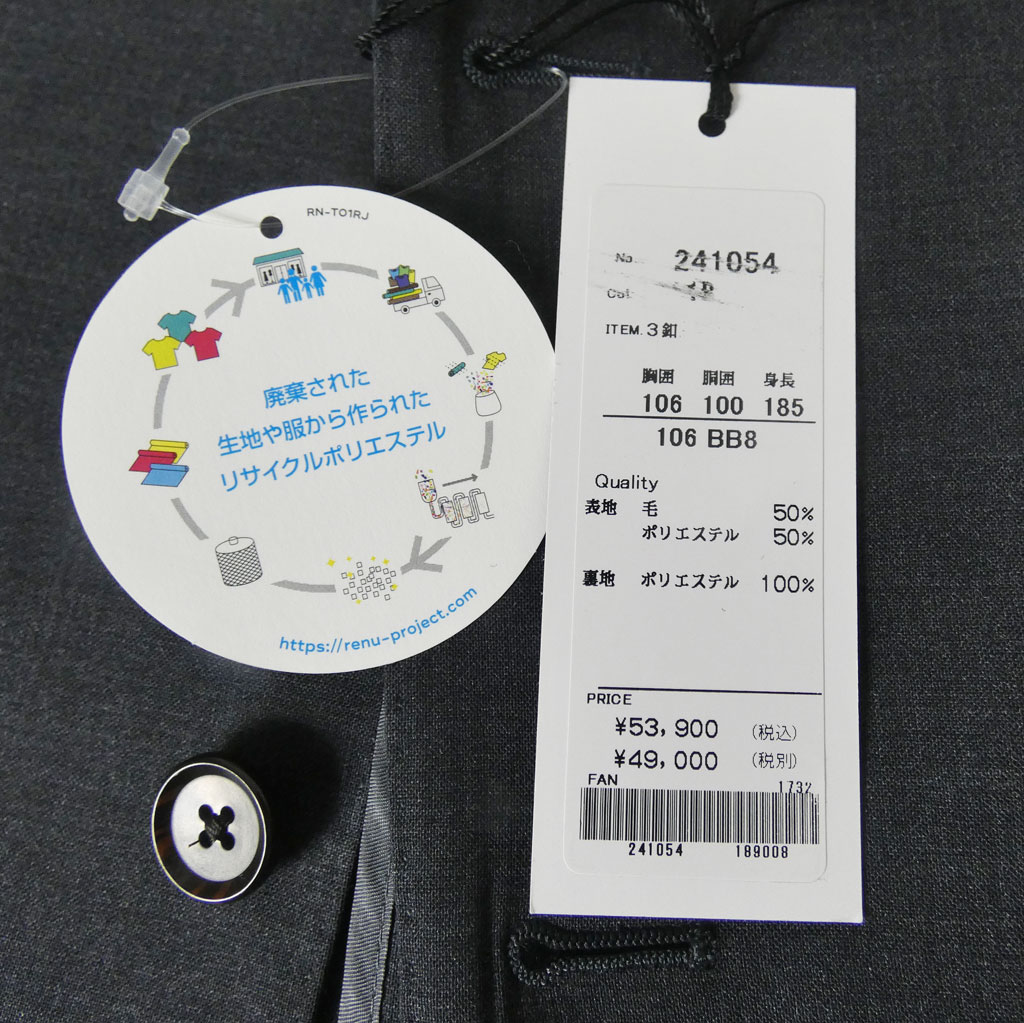 RN-T01RJ
廃棄された
生地や服から作られた
リサイクルポリエステル
https://renu-project.com
No. 241054
Col.
ITEM. 3釦
胸囲 胴囲 身長
106 100 185
106 BB8
Quality
表地 毛 50%
ポリエステル 50%
裏地 ポリエステル 100%
PRICE
¥53,900 (税込)
¥49,000 (税別)
FAN 1732
241054 189008